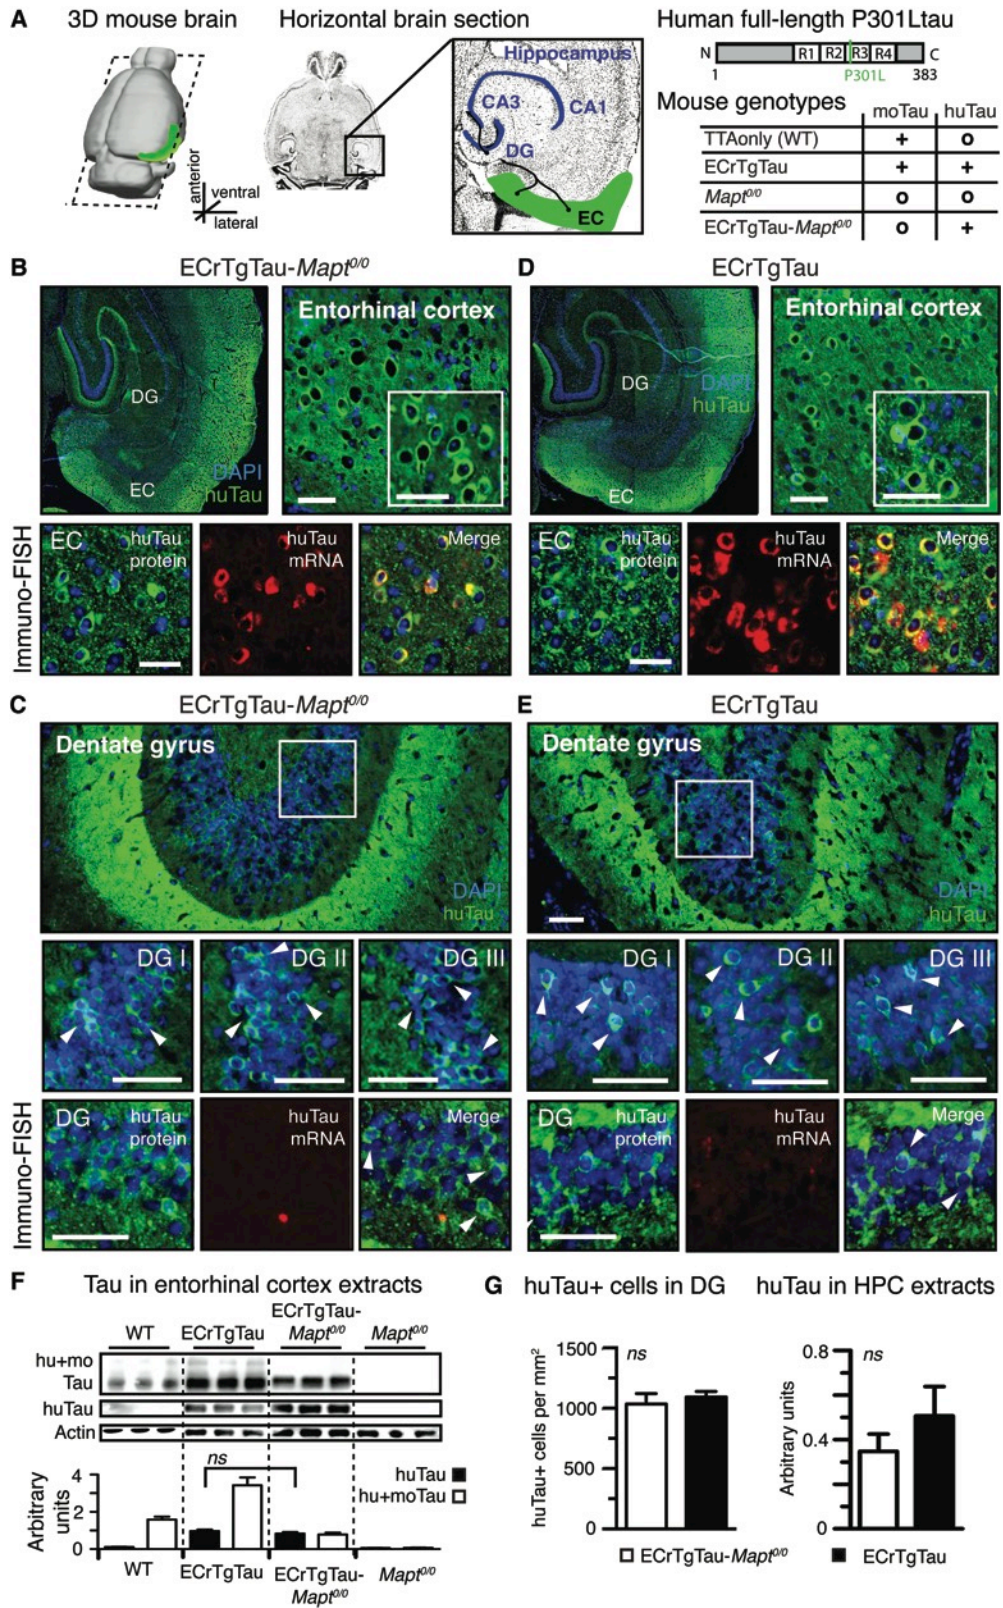 A 3D mouse brain Horizontal brain section Human full-length P301Ltau
anterior
ventral
lateral
Hippocampus
CA3
CA1
DG
EC
N R1 R2 R3 R4 C
1 P301L 383
Mouse genotypes moTau huTau
TTAonly (WT) + o
ECrTgTau + +
Mapt0/0 o o
ECrTgTau-Mapt0/0 o +
B ECrTgTau-Mapt0/0
DG
EC
DAPI
huTau
Entorhinal cortex
Immuno-FISH
EC huTau protein
huTau mRNA
Merge
D ECrTgTau
DG
EC
DAPI
huTau
Entorhinal cortex
EC huTau protein
huTau mRNA
Merge
C ECrTgTau-Mapt0/0
Dentate gyrus
DAPI
huTau
DG I
DG II
DG III
Immuno-FISH
DG huTau protein
huTau mRNA
Merge
E ECrTgTau
Dentate gyrus
DAPI
huTau
DG I
DG II
DG III
DG huTau protein
huTau mRNA
Merge
F Tau in entorhinal cortex extracts
WT ECrTgTau ECrTgTau-Mapt0/0 Mapt0/0
hu+mo
Tau
huTau
Actin
ns
huTau
hu+moTau
Arbitrary units
4
2
0
WT ECrTgTau ECrTgTau-Mapt0/0 Mapt0/0
G huTau+ cells in DG huTau in HPC extracts
huTau+ cells per mm2
1500
1000
500
0
ns
Arbitrary units
0.8
0.4
0
ns
ECrTgTau-Mapt0/0 ECrTgTau